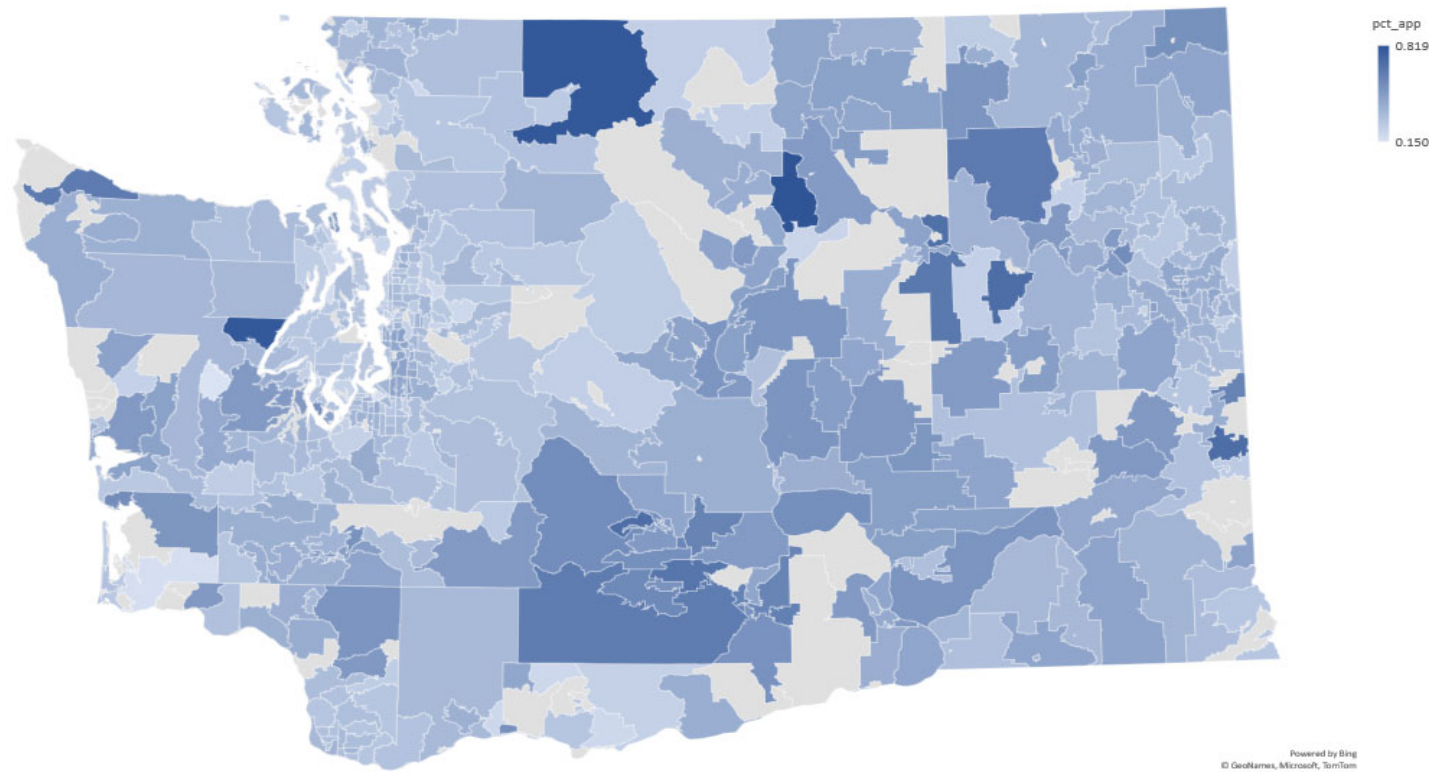 pct_app
0.819
0.150
Powered by Bing
© GeoNames, Microsoft, TomTom